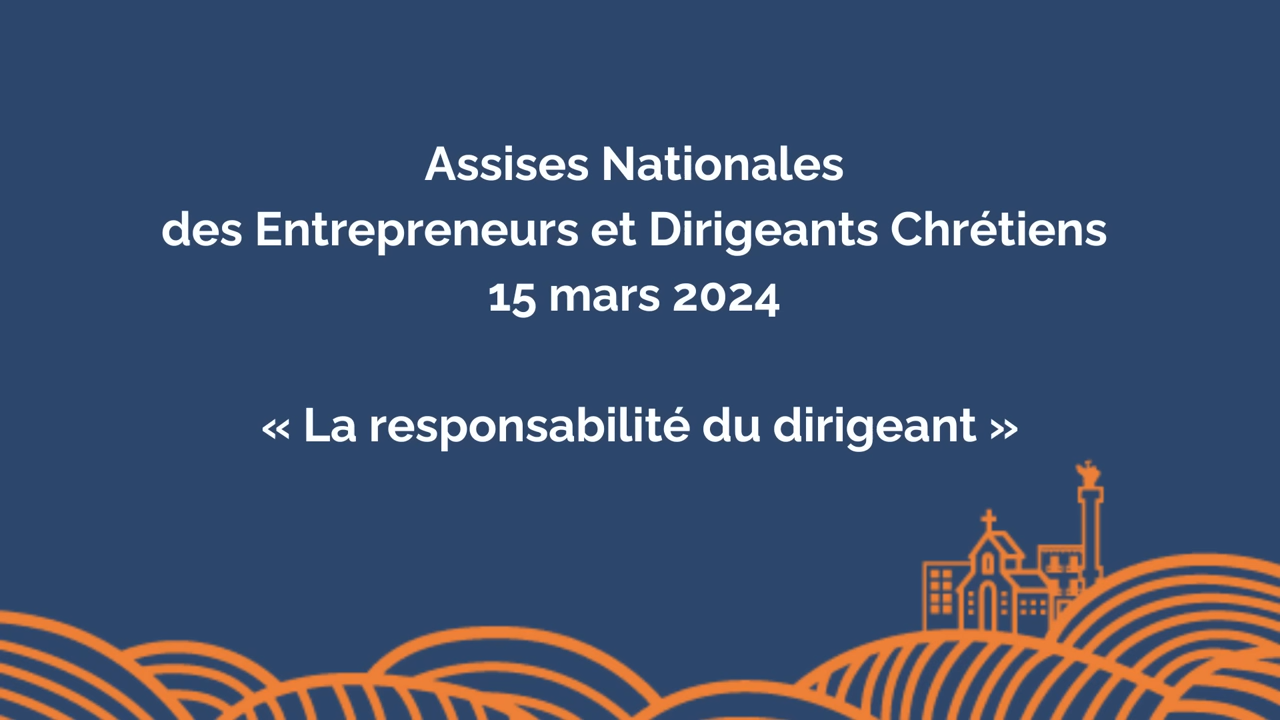 Assises Nationales
des Entrepreneurs et Dirigeants Chrétiens
15 mars 2024
« La responsabilité du dirigeant »